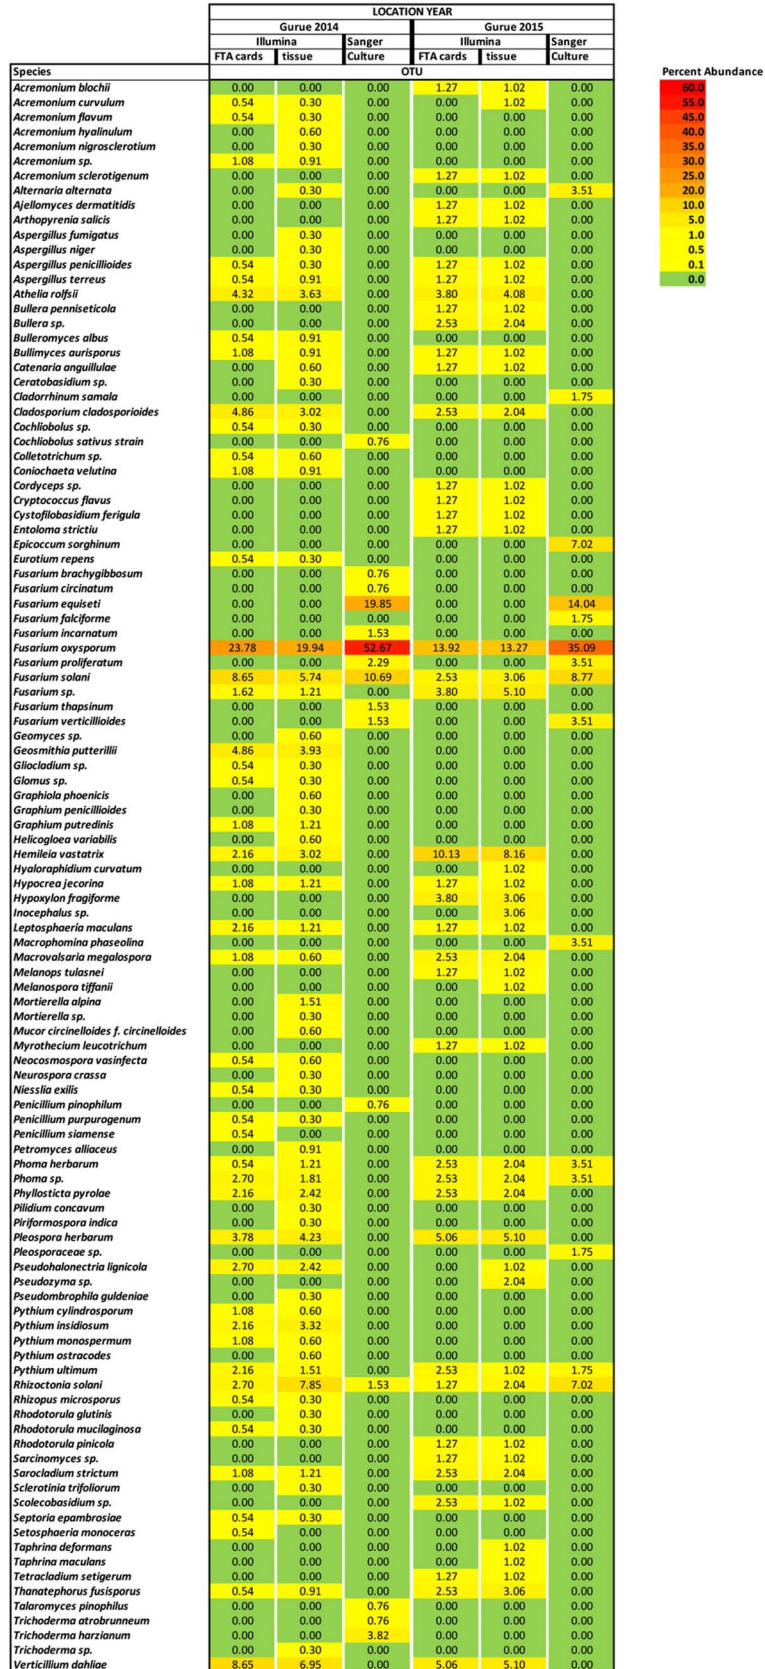 LOCATION YEAR
Gurue 2014 Gurue 2015
Illumina Sanger Illumina Sanger
FTA cards tissue Culture FTA cards tissue Culture
Species OTU Percent Abundance
Acremonium blochii 0.00 0.00 0.00 1.27 1.02 0.00 60.0
Acremonium curvulum 0.54 0.30 0.00 0.00 1.02 0.00 55.0
Acremonium flavum 0.54 0.30 0.00 0.00 0.00 0.00 45.0
Acremonium hyalinulum 0.00 0.60 0.00 0.00 0.00 0.00 40.0
Acremonium nigrosclerotium 0.00 0.30 0.00 0.00 0.00 0.00 35.0
Acremonium sp. 1.08 0.91 0.00 0.00 0.00 0.00 30.0
Acremonium sclerotigenum 0.00 0.00 0.00 1.27 1.02 0.00 25.0
Alternaria alternata 0.00 0.30 0.00 0.00 0.00 3.51 20.0
Ajellomyces dermatitidis 0.00 0.00 0.00 1.27 1.02 0.00 10.0
Arthopyrenia salicis 0.00 0.00 0.00 1.27 1.02 0.00 5.0
Aspergillus fumigatus 0.00 0.30 0.00 0.00 0.00 0.00 1.0
Aspergillus niger 0.00 0.30 0.00 0.00 0.00 0.00 0.5
Aspergillus penicillioides 0.54 0.30 0.00 1.27 1.02 0.00 0.1
Aspergillus terreus 0.54 0.91 0.00 1.27 1.02 0.00 0.0
Athelia rolfsii 4.32 3.63 0.00 3.80 4.08 0.00
Bullera penniseticola 0.00 0.00 0.00 1.27 1.02 0.00
Bullera sp. 0.00 0.00 0.00 2.53 2.04 0.00
Bulleromyces albus 0.54 0.91 0.00 0.00 0.00 0.00
Bullimyces aurisporus 1.08 0.91 0.00 1.27 1.02 0.00
Catenaria anguillulae 0.00 0.60 0.00 1.27 1.02 0.00
Ceratobasidium sp. 0.00 0.30 0.00 0.00 0.00 0.00
Cladorrhinum samala 0.00 0.00 0.00 0.00 0.00 1.75
Cladosporium cladosporioides 4.86 3.02 0.00 2.53 2.04 0.00
Cochliobolus sp. 0.54 0.30 0.00 0.00 0.00 0.00
Cochliobolus sativus strain 0.00 0.00 0.76 0.00 0.00 0.00
Colletotrichum sp. 0.54 0.60 0.00 0.00 0.00 0.00
Coniochaeta velutina 1.08 0.91 0.00 0.00 0.00 0.00
Cordyceps sp. 0.00 0.00 0.00 1.27 1.02 0.00
Cryptococcus flavus 0.00 0.00 0.00 1.27 1.02 0.00
Cystofilobasidium ferigula 0.00 0.00 0.00 1.27 1.02 0.00
Entoloma strictiu 0.00 0.00 0.00 1.27 1.02 0.00
Epicoccum sorghinum 0.00 0.00 0.00 0.00 0.00 7.02
Eurotium repens 0.54 0.30 0.00 0.00 0.00 0.00
Fusarium brachygibbosum 0.00 0.00 0.76 0.00 0.00 0.00
Fusarium circinatum 0.00 0.00 0.76 0.00 0.00 0.00
Fusarium equiseti 0.00 0.00 19.85 0.00 0.00 14.04
Fusarium falciforme 0.00 0.00 0.00 0.00 0.00 1.75
Fusarium incarnatum 0.00 0.00 1.53 0.00 0.00 0.00
Fusarium oxysporum 23.78 19.94 52.67 13.92 13.27 35.09
Fusarium proliferatum 0.00 0.00 2.29 0.00 0.00 3.51
Fusarium solani 8.65 5.74 10.69 2.53 3.06 8.77
Fusarium sp. 1.62 1.21 0.00 3.80 5.10 0.00
Fusarium thapsinum 0.00 0.00 1.53 0.00 0.00 0.00
Fusarium verticillioides 0.00 0.00 1.53 0.00 0.00 3.51
Geomyces sp. 0.00 0.60 0.00 0.00 0.00 0.00
Geosmithia putterillii 4.86 3.93 0.00 0.00 0.00 0.00
Gliocladium sp. 0.54 0.30 0.00 0.00 0.00 0.00
Glomus sp. 0.54 0.30 0.00 0.00 0.00 0.00
Graphiola phoenicis 0.00 0.60 0.00 0.00 0.00 0.00
Graphium penicillioides 0.00 0.30 0.00 0.00 0.00 0.00
Graphium putredinis 1.08 1.21 0.00 0.00 0.00 0.00
Helicogloea variabilis 0.00 0.60 0.00 0.00 0.00 0.00
Hemileia vastatrix 2.16 3.02 0.00 10.13 8.16 0.00
Hyaloraphidium curvatum 0.00 0.00 0.00 0.00 1.02 0.00
Hypocrea jecorina 1.08 1.21 0.00 1.27 1.02 0.00
Hypoxylon fragiforme 0.00 0.00 0.00 3.80 3.06 0.00
Inocephalus sp. 0.00 0.00 0.00 0.00 3.06 0.00
Leptosphaeria maculans 2.16 1.21 0.00 1.27 1.02 0.00
Macrophomina phaseolina 0.00 0.00 0.00 0.00 0.00 3.51
Macrovalsaria megalospora 1.08 0.60 0.00 2.53 2.04 0.00
Melanops tulasnei 0.00 0.00 0.00 1.27 1.02 0.00
Melanospora tiffanii 0.00 0.00 0.00 0.00 1.02 0.00
Mortierella alpina 0.00 1.51 0.00 0.00 0.00 0.00
Mortierella sp. 0.00 0.30 0.00 0.00 0.00 0.00
Mucor circinelloides f. circinelloides 0.00 0.60 0.00 0.00 0.00 0.00
Myrothecium leucotrichum 0.00 0.00 0.00 1.27 1.02 0.00
Neocosmospora vasinfecta 0.54 0.60 0.00 0.00 0.00 0.00
Neurospora crassa 0.00 0.30 0.00 0.00 0.00 0.00
Niesslia exilis 0.54 0.30 0.00 0.00 0.00 0.00
Penicillium pinophilum 0.00 0.00 0.76 0.00 0.00 0.00
Penicillium purpurogenum 0.54 0.30 0.00 0.00 0.00 0.00
Penicillium siamense 0.54 0.00 0.00 0.00 0.00 0.00
Petromyces alliaceus 0.00 0.91 0.00 0.00 0.00 0.00
Phoma herbarum 0.54 1.21 0.00 2.53 2.04 3.51
Phoma sp. 2.70 1.81 0.00 2.53 2.04 3.51
Phyllosticta pyrolae 2.16 2.42 0.00 2.53 2.04 0.00
Pilidium concavum 0.00 0.30 0.00 0.00 0.00 0.00
Piriformospora indica 0.00 0.30 0.00 0.00 0.00 0.00
Pleospora herbarum 3.78 4.23 0.00 5.06 5.10 0.00
Pleosporaceae sp. 0.00 0.00 0.00 0.00 0.00 1.75
Pseudohalonectria lignicola 2.70 2.42 0.00 0.00 1.02 0.00
Pseudozyma sp. 0.00 0.00 0.00 0.00 2.04 0.00
Pseudombrophila guldeniae 0.00 0.30 0.00 0.00 0.00 0.00
Pythium cylindrosporum 1.08 0.60 0.00 0.00 0.00 0.00
Pythium insidiosum 2.16 3.32 0.00 0.00 0.00 0.00
Pythium monospermum 1.08 0.60 0.00 0.00 0.00 0.00
Pythium ostracodes 0.00 0.60 0.00 0.00 0.00 0.00
Pythium ultimum 2.16 1.51 0.00 2.53 1.02 1.75
Rhizoctonia solani 2.70 7.85 1.53 1.27 2.04 7.02
Rhizopus microsporus 0.54 0.30 0.00 0.00 0.00 0.00
Rhodotorula glutinis 0.00 0.30 0.00 0.00 0.00 0.00
Rhodotorula mucilaginosa 0.54 0.30 0.00 0.00 0.00 0.00
Rhodotorula pinicola 0.00 0.00 0.00 1.27 1.02 0.00
Sarcinomyces sp. 0.00 0.00 0.00 1.27 1.02 0.00
Sarocladium strictum 1.08 1.21 0.00 2.53 2.04 0.00
Sclerotinia trifoliorum 0.00 0.30 0.00 0.00 0.00 0.00
Scolecobasidium sp. 0.00 0.00 0.00 2.53 1.02 0.00
Septoria epambrosiae 0.54 0.30 0.00 0.00 0.00 0.00
Setosphaeria monoceras 0.54 0.00 0.00 0.00 0.00 0.00
Taphrina deformans 0.00 0.00 0.00 0.00 1.02 0.00
Taphrina maculans 0.00 0.00 0.00 0.00 1.02 0.00
Tetracladium setigerum 0.00 0.00 0.00 1.27 1.02 0.00
Thanatephorus fusisporus 0.54 0.91 0.00 2.53 3.06 0.00
Talaromyces pinophilus 0.00 0.00 0.76 0.00 0.00 0.00
Trichoderma atrobrunneum 0.00 0.00 0.76 0.00 0.00 0.00
Trichoderma harzianum 0.00 0.00 3.82 0.00 0.00 0.00
Trichoderma sp. 0.00 0.30 0.00 0.00 0.00 0.00
Verticillium dahliae 8.65 6.95 0.00 5.06 5.10 0.00